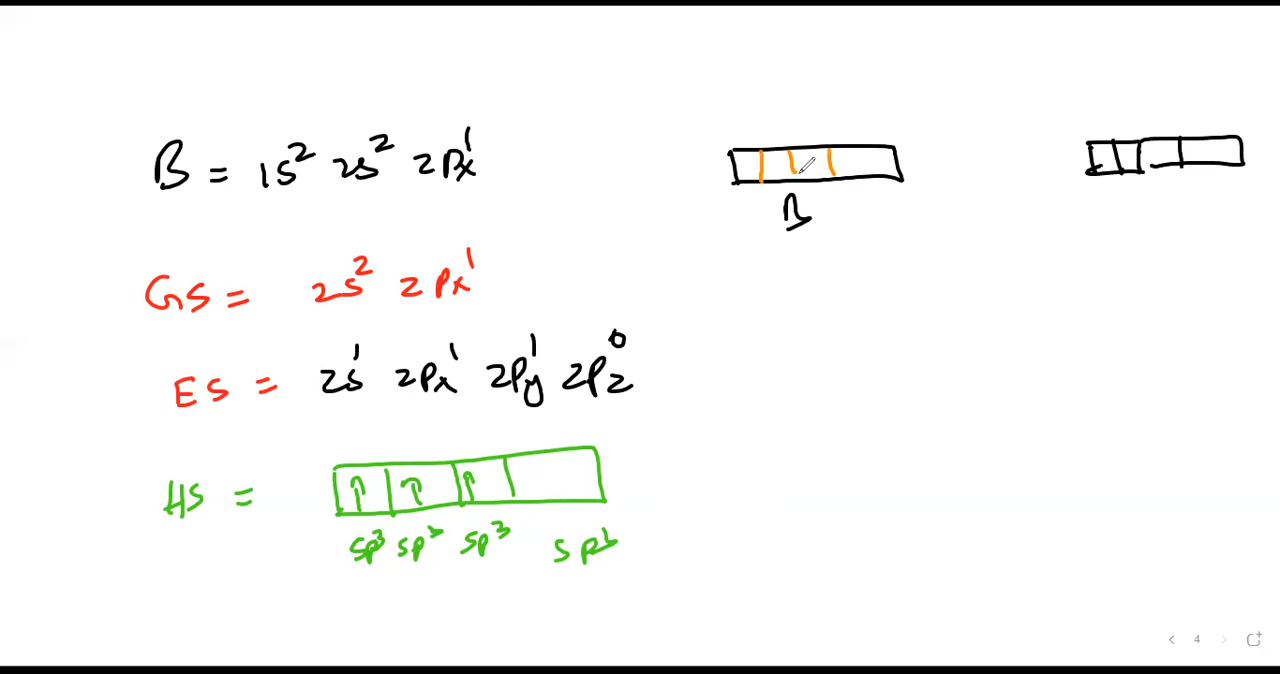 B = 1s² 2s² 2Px¹
B
GS = 2s² 2Px¹
ES = 2s¹ 2Px¹ 2Py¹ 2Pz⁰
HS = ↑ ↑ ↑
sp³ sp³ sp³ sp³
4